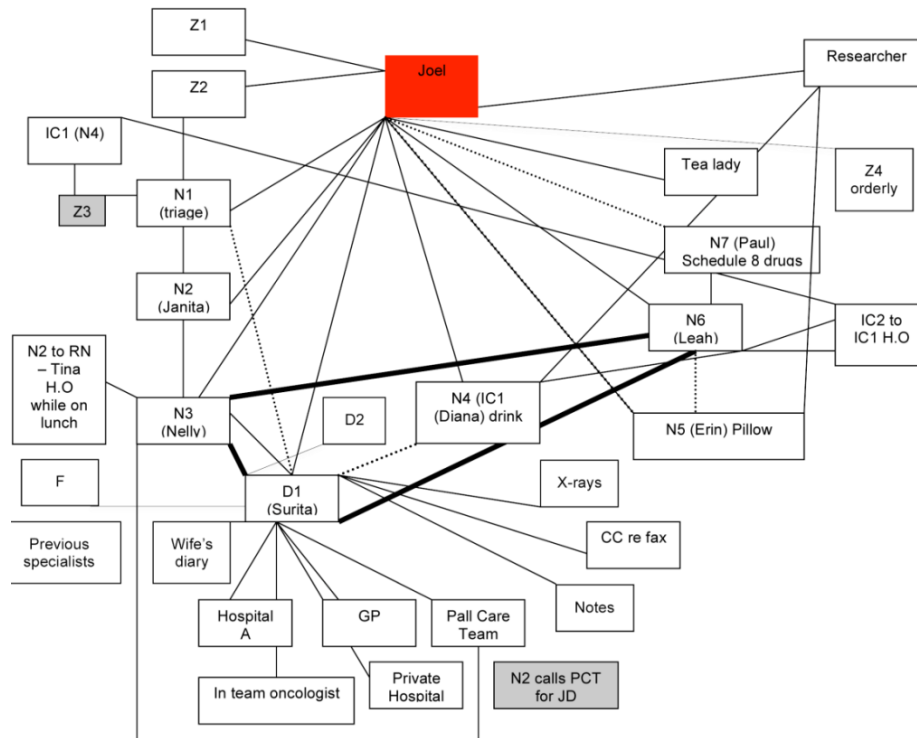 Z1
Joel
Researcher
Z2
IC1 (N4)
Tea lady
Z4
orderly
Z3
N1
(triage)
N7 (Paul)
Schedule 8 drugs
N2
(Janita)
N6
(Leah)
IC2 to
IC1 H.O
N2 to RN
– Tina
H.O
while on
lunch
N3
(Nelly)
D2
N4 (IC1
(Diana) drink
N5 (Erin) Pillow
F
D1
(Surita)
X-rays
Previous
specialists
Wife's
diary
CC re fax
Hospital
A
GP
Pall Care
Team
Notes
In team oncologist
Private
Hospital
N2 calls PCT
for JD